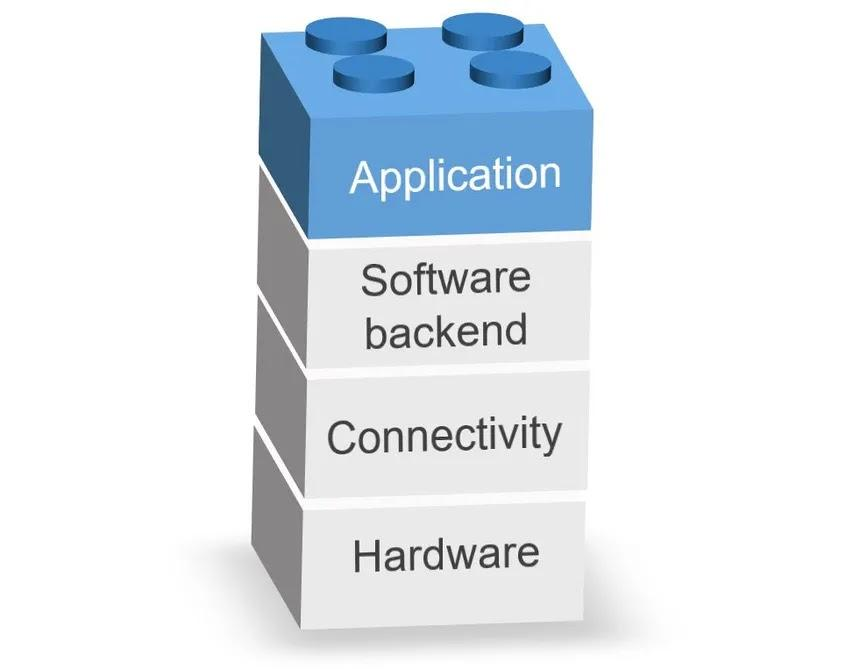 Application
Software
backend
Connectivity
Hardware